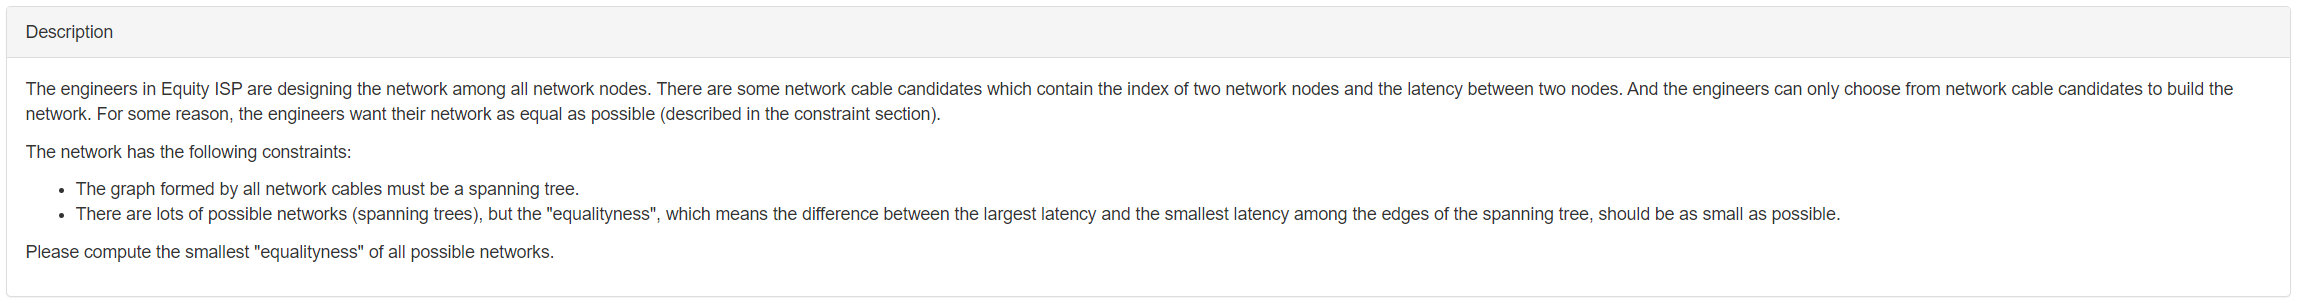 Description
The engineers in Equity ISP are designing the network among all network nodes. There are some network cable candidates which contain the index of two network nodes and the latency between two nodes. And the engineers can only choose from network cable candidates to build the
network. For some reason, the engineers want their network as equal as possible (described in the constraint section).
The network has the following constraints:
• The graph formed by all network cables must be a spanning tree.
• There are lots of possible networks (spanning trees), but the "equalityness", which means the difference between the largest latency and the smallest latency among the edges of the spanning tree, should be as small as possible.
Please compute the smallest "equalityness" of all possible networks.